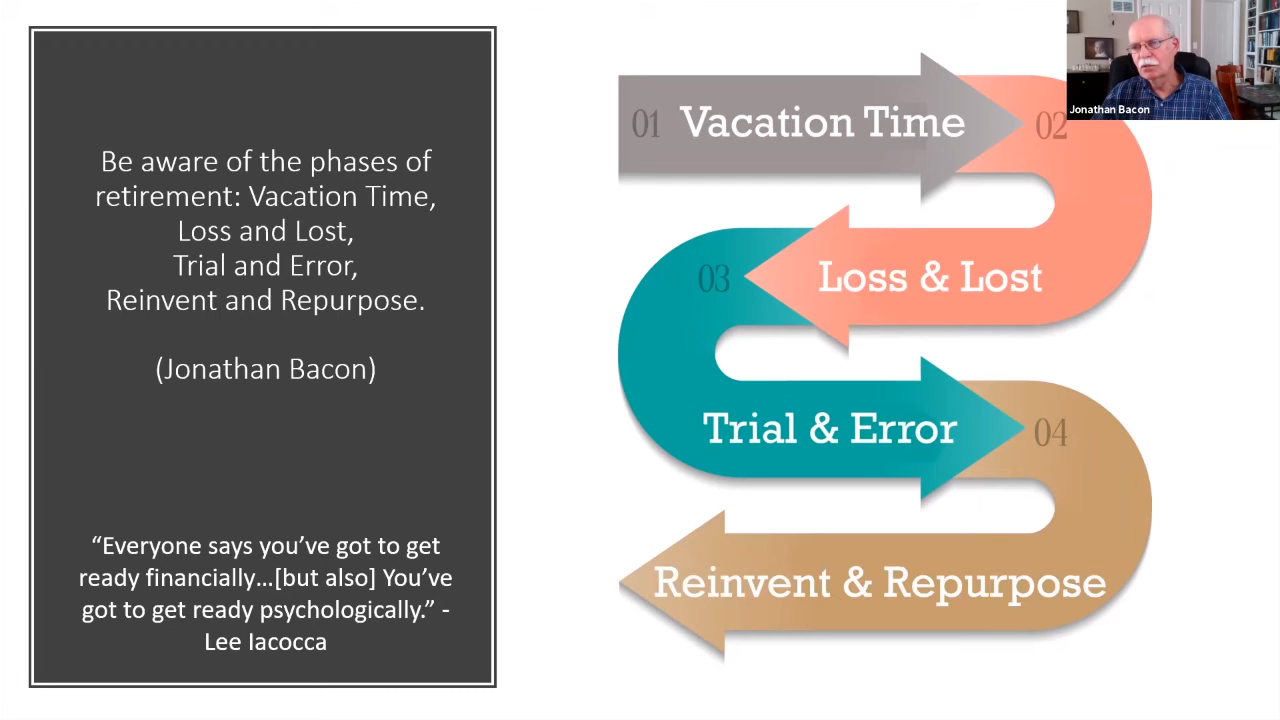 Be aware of the phases of
retirement: Vacation Time,
Loss and Lost,
Trial and Error,
Reinvent and Repurpose.
(Jonathan Bacon)
“Everyone says you’ve got to get
ready financially…[but also] You’ve
got to get ready psychologically.” -
Lee Iacocca
01 Vacation Time
02
Loss & Lost
03
Trial & Error
04
Reinvent & Repurpose
Jonathan Bacon